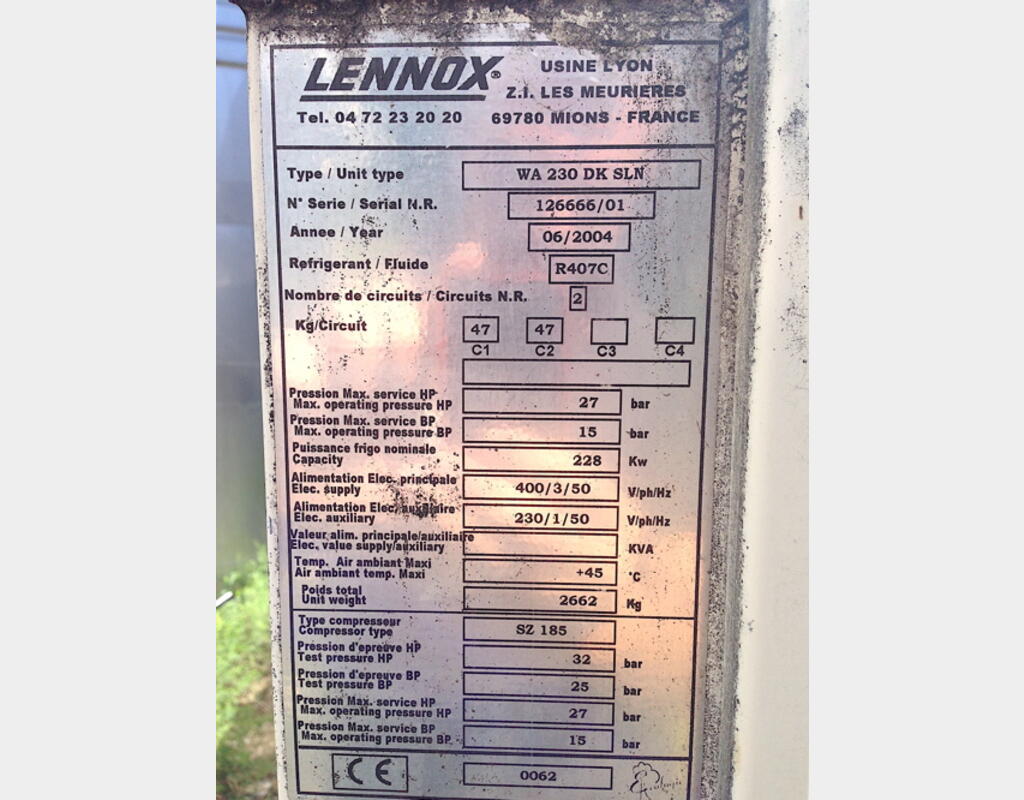 LENNOX® USINE LYON
Z.I. LES MEURIERES
Tel. 04 72 23 20 20 69780 MIONS - FRANCE
Type / Unit type WA 230 DK SLN
N° Serie / Serial N.R. 126666/01
Annee / Year 06/2004
Refrigerant / Fluide R407C
Nombre de circuits / Circuits N.R. 2
Kg/Circuit 47 47
C1 C2 C3 C4
Pression Max. service HP
Max. operating pressure HP 27 bar
Pression Max. service BP
Max. operating pressure BP 15 bar
Puissance frigo nominale
Capacity 228 Kw
Alimentation Elec. principale
Elec. supply 400/3/50 V/ph/Hz
Alimentation Elec. auxiliaire
Elec. auxiliary 230/1/50 V/ph/Hz
Valeur alim. principale/auxiliaire
Elec. value supply/auxiliary KVA
Temp. Air ambiant Maxi
Air ambiant temp. Maxi +45 °C
Poids total
Unit weight 2662 Kg
Type compresseur
Compressor type SZ 185
Pression d'epreuve HP
Test pressure HP 32 bar
Pression d'epreuve BP
Test pressure BP 25 bar
Pression Max. service HP
Max. operating pressure HP 27 bar
Pression Max. service BP
Max. operating pressure BP 15 bar
CE 0062